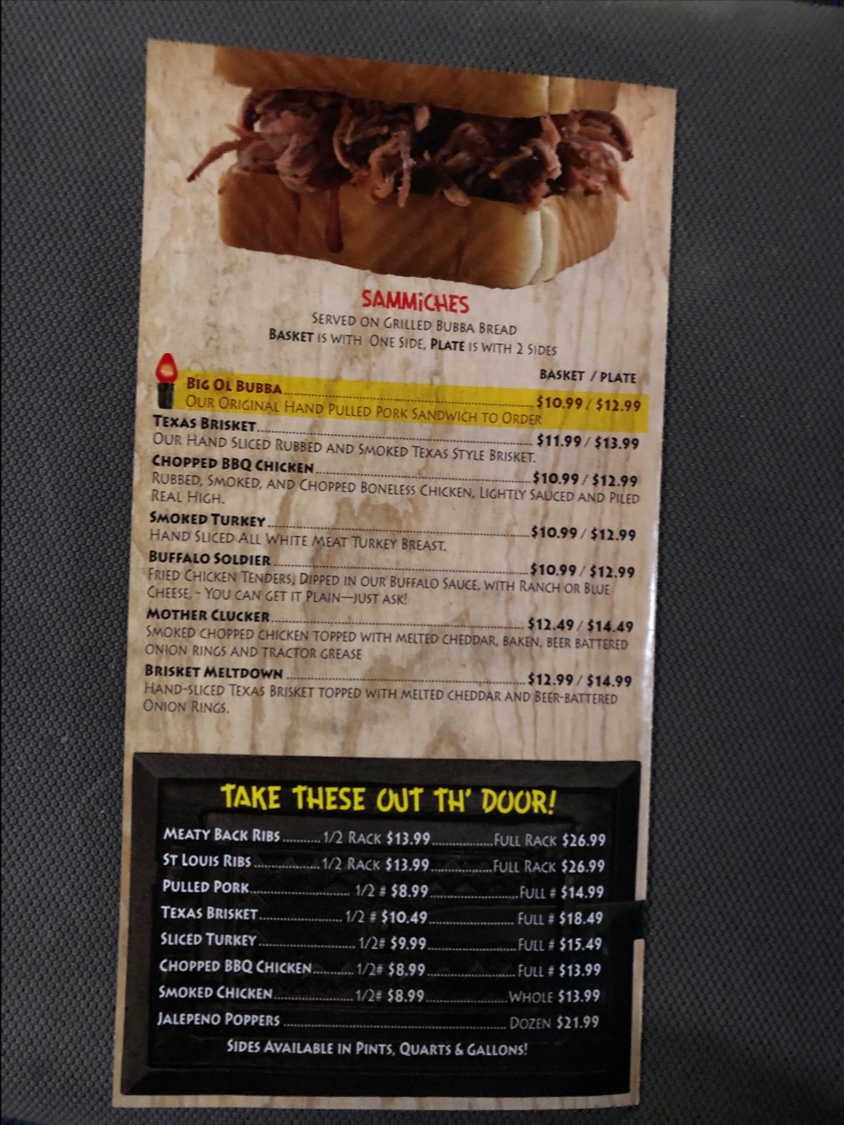 SAMMiCHES
SERVED ON GRILLED BUBBA BREAD
BASKET IS WITH ONE SIDE, PLATE IS WITH 2 SIDES
BASKET / PLATE
BIG OL BUBBA........................$10.99 / $12.99
OUR ORIGINAL HAND PULLED PORK SANDWICH TO ORDER
TEXAS BRISKET........................$11.99 / $13.99
OUR HAND SLICED RUBBED AND SMOKED TEXAS STYLE BRISKET.
CHOPPED BBQ CHICKEN........................$10.99 / $12.99
RUBBED, SMOKED, AND CHOPPED BONELESS CHICKEN, LIGHTLY SAUCED AND PILED
REAL HIGH.
SMOKED TURKEY........................$10.99 / $12.99
HAND SLICED ALL WHITE MEAT TURKEY BREAST.
BUFFALO SOLDIER........................$10.99 / $12.99
FRIED CHICKEN TENDERS, DIPPED IN OUR BUFFALO SAUCE, WITH RANCH OR BLUE
CHEESE, - YOU CAN GET IT PLAIN—JUST ASK!
MOTHER CLUCKER........................$12.49 / $14.49
SMOKED CHOPPED CHICKEN TOPPED WITH MELTED CHEDDAR, BAKEN, BEER BATTERED
ONION RINGS AND TRACTOR GREASE
BRISKET MELTDOWN........................$12.99 / $14.99
HAND-SLICED TEXAS BRISKET TOPPED WITH MELTED CHEDDAR AND BEER-BATTERED
ONION RINGS.
TAKE THESE OUT TH' DOOR!
MEATY BACK RIBS..........1/2 RACK $13.99................FULL RACK $26.99
ST LOUIS RIBS................1/2 RACK $13.99................FULL RACK $26.99
PULLED PORK........................ 1/2 # $8.99........................FULL # $14.99
TEXAS BRISKET.....................1/2 # $10.49...................... FULL # $18.49
SLICED TURKEY........................1/2# $9.99........................FULL # $15.49
CHOPPED BBQ CHICKEN..........1/2# $8.99........................FULL # $13.99
SMOKED CHICKEN....................1/2# $8.99.....................WHOLE $13.99
JALEPENO POPPERS ........................................................ DOZEN $21.99
SIDES AVAILABLE IN PINTS, QUARTS & GALLONS!